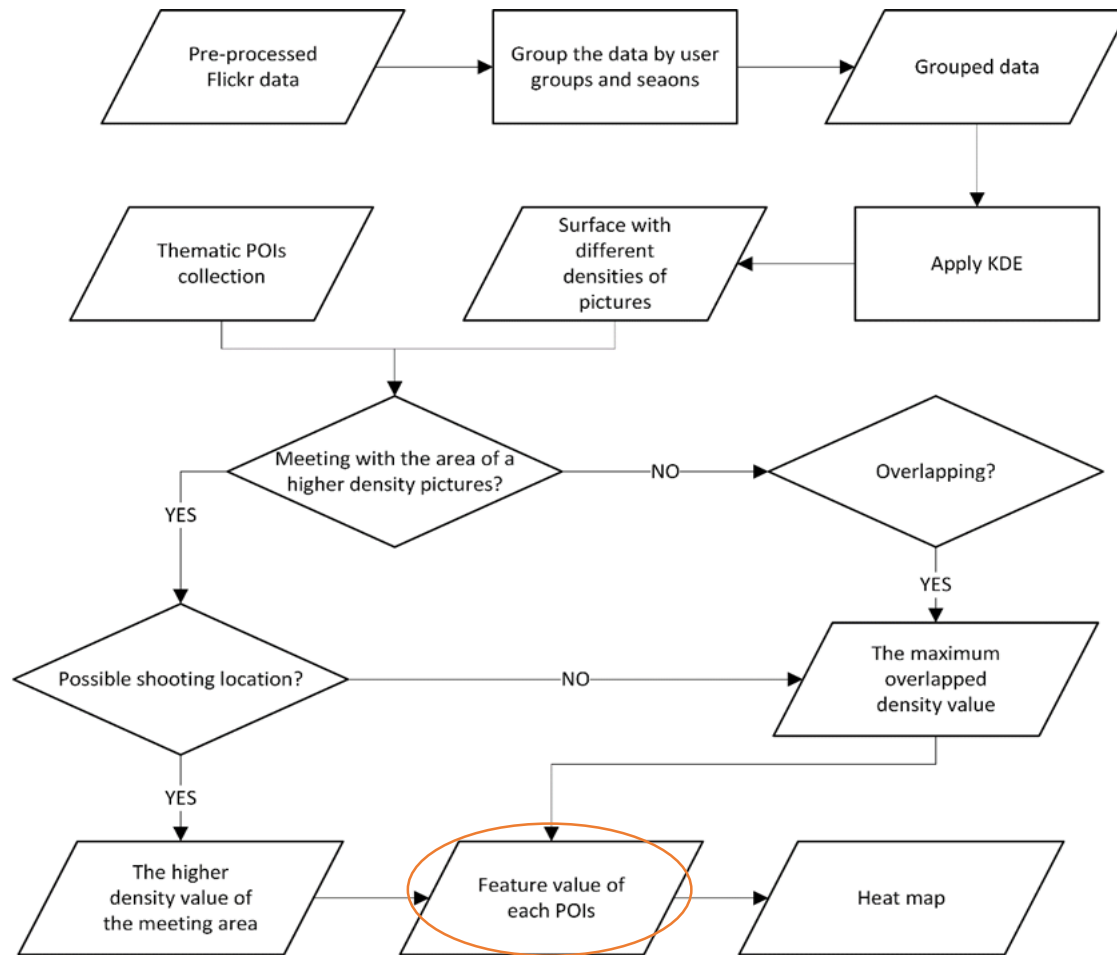 Pre-processed
Flickr data
Group the data by user
groups and seaons
Grouped data
Thematic POIs
collection
Surface with
different
densities of
pictures
Apply KDE
Meeting with the area of a
higher density pictures?
NO
Overlapping?
YES
YES
Possible shooting location?
NO
The maximum
overlapped
density value
YES
The higher
density value of
the meeting area
Feature value of
each POIs
Heat map